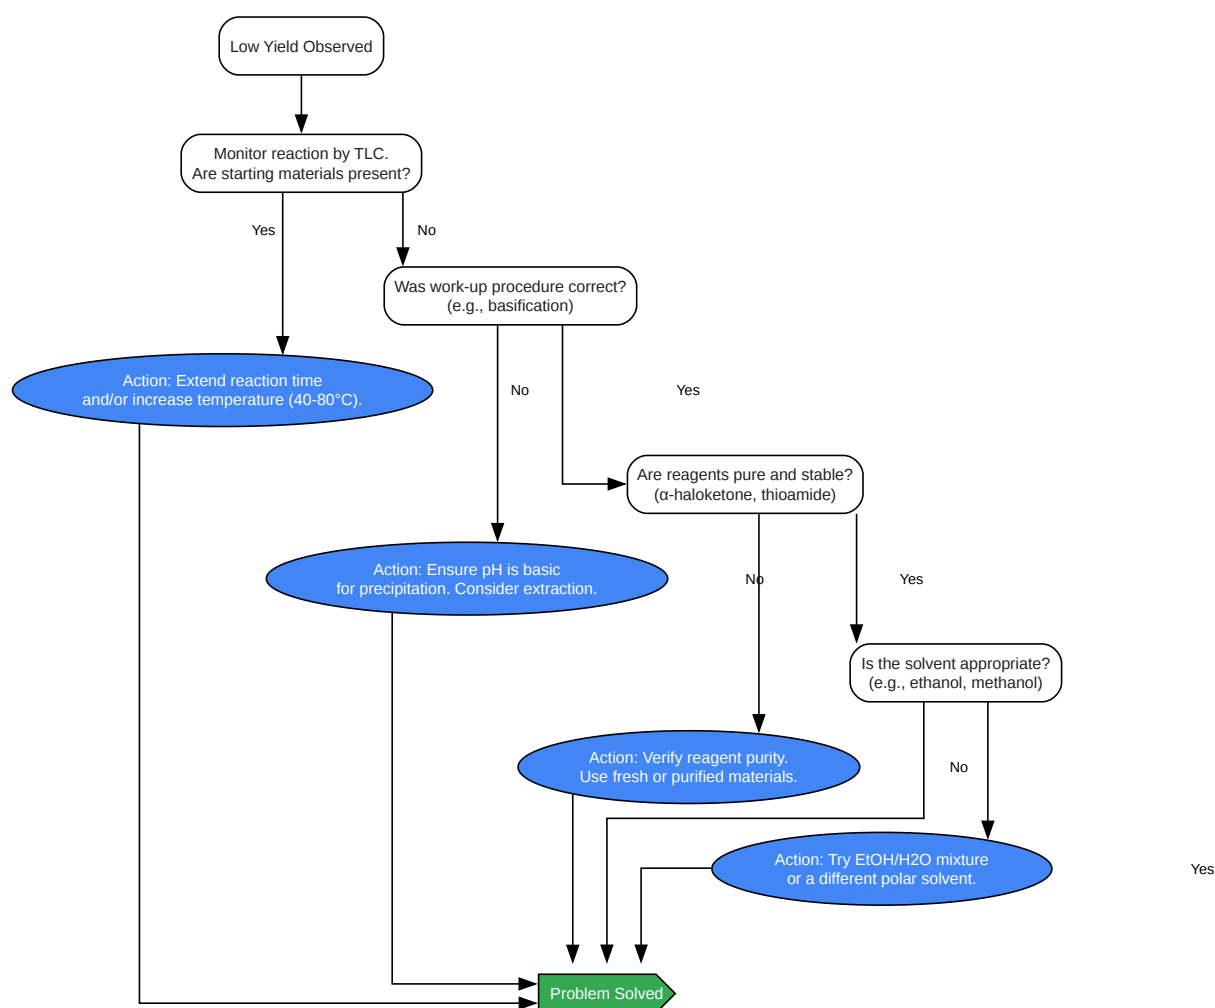 Low Yield Observed
Monitor reaction by TLC.
Are starting materials present?
Yes
No
Was work-up procedure correct?
(e.g., basification)
Action: Extend reaction time
and/or increase temperature (40-80°C).
No
Yes
Are reagents pure and stable?
(α-haloketone, thioamide)
Action: Ensure pH is basic
for precipitation. Consider extraction.
No
Yes
Is the solvent appropriate?
(e.g., ethanol, methanol)
Action: Verify reagent purity.
Use fresh or purified materials.
No
Action: Try EtOH/H2O mixture
or a different polar solvent.
Yes
Problem Solved